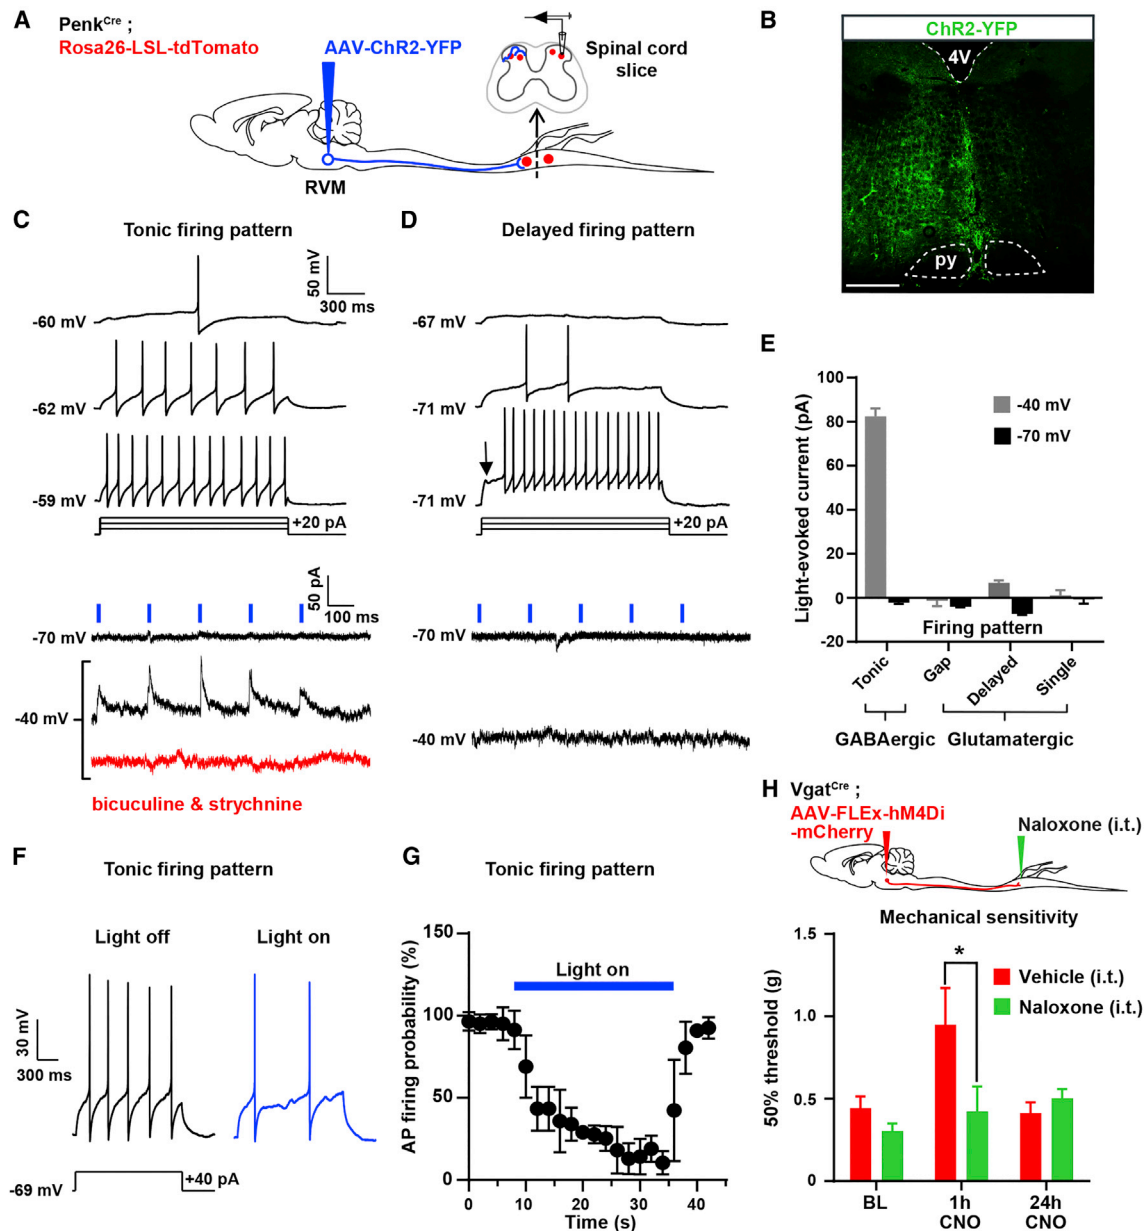 A
Penk^Cre ;
Rosa26-LSL-tdTomato
AAV-ChR2-YFP
Spinal cord
slice
RVM
B
ChR2-YFP
4V
py
C
Tonic firing pattern
50 mV
300 ms
-60 mV
-62 mV
-59 mV
+20 pA
50 pA
100 ms
-70 mV
-40 mV
bicuculine & strychnine
D
Delayed firing pattern
-67 mV
-71 mV
-71 mV
+20 pA
-70 mV
-40 mV
E
Light-evoked current (pA)
100
80
60
40
20
0
-20
-40 mV
-70 mV
Firing pattern
Tonic
Gap
Delayed
Single
GABAergic
Glutamatergic
F
Tonic firing pattern
Light off
Light on
30 mV
300 ms
-69 mV
+40 pA
G
Tonic firing pattern
AP firing probability (%)
150
100
50
0
Light on
0
10
20
30
40
Time (s)
H
Vgat^Cre ;
AAV-FLEx-hM4Di
-mCherry
Naloxone (i.t.)
Mechanical sensitivity
50% threshold (g)
1.5
1.0
0.5
0
*
Vehicle (i.t.)
Naloxone (i.t.)
BL
1h
CNO
24h
CNO